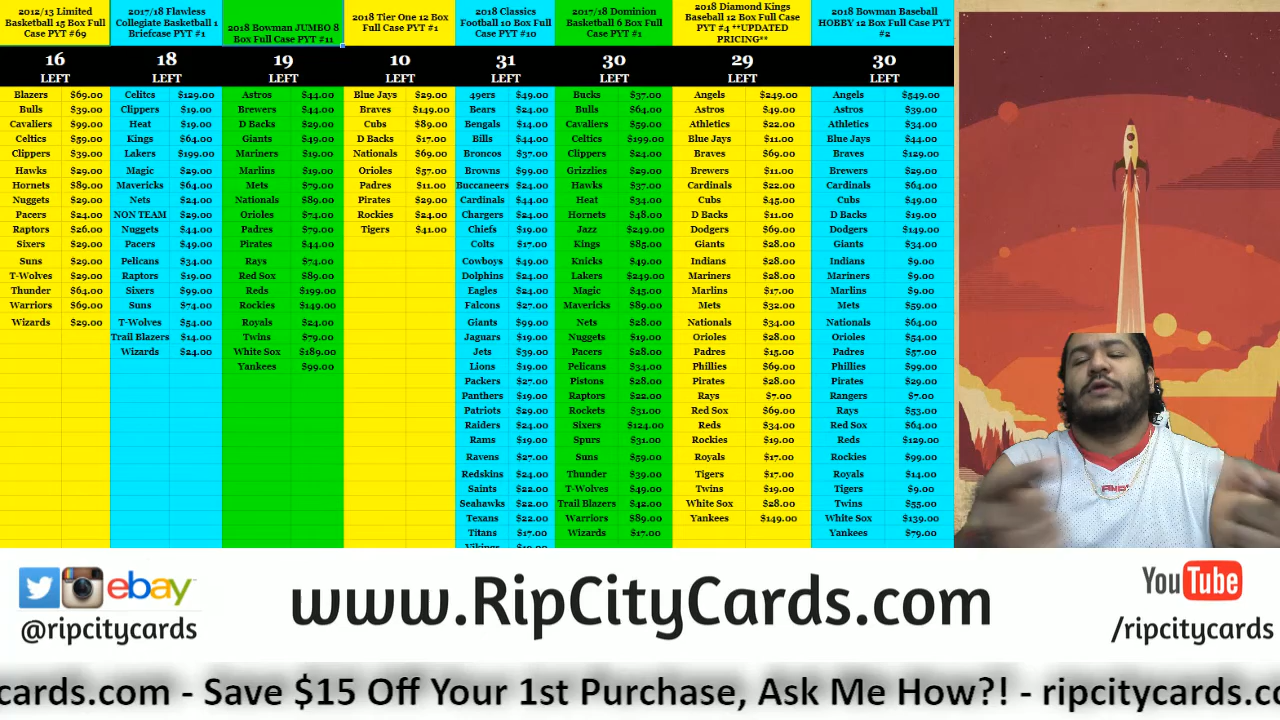 2012/13 Limited Basketball 15 Box Full Case PYT #69
16
LEFT
Blazers $69.00
Bulls $39.00
Cavaliers $99.00
Celtics $59.00
Clippers $39.00
Hawks $29.00
Hornets $89.00
Nuggets $29.00
Pacers $24.00
Raptors $26.00
Sixers $29.00
Suns $29.00
T-Wolves $29.00
Thunder $64.00
Warriors $69.00
Wizards $29.00
2017/18 Flawless Collegiate Basketball 1 Briefcase PYT #1
18
LEFT
Celitcs $129.00
Clippers $19.00
Heat $19.00
Kings $64.00
Lakers $199.00
Magic $29.00
Mavericks $64.00
Nets $24.00
NON TEAM $29.00
Nuggets $44.00
Pacers $49.00
Pelicans $34.00
Raptors $19.00
Sixers $99.00
Suns $74.00
T-Wolves $54.00
Trail Blazers $14.00
Wizards $24.00
2018 Bowman JUMBO 8 Box Full Case PYT #11
19
LEFT
Astros $44.00
Brewers $44.00
D Backs $29.00
Giants $49.00
Mariners $19.00
Marlins $19.00
Mets $79.00
Nationals $89.00
Orioles $74.00
Padres $79.00
Pirates $44.00
Rays $74.00
Red Sox $89.00
Reds $199.00
Rockies $149.00
Royals $24.00
Twins $79.00
White Sox $189.00
Yankees $99.00
2018 Tier One 12 Box Full Case PYT #1
10
LEFT
Blue Jays $29.00
Braves $149.00
Cubs $89.00
D Backs $17.00
Nationals $69.00
Orioles $57.00
Padres $11.00
Pirates $29.00
Rockies $24.00
Tigers $41.00
2018 Classics Football 10 Box Full Case PYT #10
31
LEFT
49ers $49.00
Bears $24.00
Bengals $14.00
Bills $44.00
Broncos $37.00
Browns $99.00
Buccaneers $24.00
Cardinals $44.00
Chargers $24.00
Chiefs $19.00
Colts $17.00
Cowboys $49.00
Dolphins $24.00
Eagles $24.00
Falcons $27.00
Giants $99.00
Jaguars $19.00
Jets $39.00
Lions $19.00
Packers $27.00
Panthers $19.00
Patriots $29.00
Raiders $24.00
Rams $19.00
Ravens $27.00
Redskins $24.00
Saints $22.00
Seahawks $22.00
Texans $22.00
Titans $17.00
Vikings $19.00
2017/18 Dominion Basketball 6 Box Full Case PYT #1
30
LEFT
Bucks $37.00
Bulls $64.00
Cavaliers $59.00
Celtics $199.00
Clippers $24.00
Grizzlies $29.00
Hawks $37.00
Heat $34.00
Hornets $48.00
Jazz $249.00
Kings $85.00
Knicks $49.00
Lakers $249.00
Magic $45.00
Mavericks $89.00
Nets $28.00
Nuggets $19.00
Pacers $28.00
Pelicans $34.00
Pistons $28.00
Raptors $22.00
Rockets $31.00
Sixers $124.00
Spurs $31.00
Suns $59.00
Thunder $39.00
T-Wolves $49.00
Trail Blazers $42.00
Warriors $89.00
Wizards $17.00
2018 Diamond Kings Baseball 12 Box Full Case PYT #4 **UPDATED PRICING**
29
LEFT
Angels $249.00
Astros $49.00
Athletics $22.00
Blue Jays $11.00
Braves $69.00
Brewers $11.00
Cardinals $22.00
Cubs $45.00
D Backs $11.00
Dodgers $69.00
Giants $28.00
Indians $28.00
Mariners $28.00
Marlins $17.00
Mets $32.00
Nationals $34.00
Orioles $28.00
Padres $15.00
Phillies $69.00
Pirates $28.00
Rays $7.00
Red Sox $69.00
Reds $34.00
Rockies $19.00
Royals $17.00
Tigers $17.00
Twins $19.00
White Sox $28.00
Yankees $149.00
2018 Bowman Baseball HOBBY 12 Box Full Case PYT #2
30
LEFT
Angels $549.00
Astros $39.00
Athletics $34.00
Blue Jays $44.00
Braves $129.00
Brewers $29.00
Cardinals $64.00
Cubs $49.00
D Backs $19.00
Dodgers $149.00
Giants $34.00
Indians $9.00
Mariners $9.00
Marlins $9.00
Mets $59.00
Nationals $64.00
Orioles $54.00
Padres $57.00
Phillies $99.00
Pirates $29.00
Rangers $7.00
Rays $53.00
Red Sox $64.00
Reds $129.00
Rockies $99.00
Royals $14.00
Tigers $9.00
Twins $55.00
White Sox $139.00
Yankees $79.00
ebay
@ripcitycards
www.RipCityCards.com
YouTube
/ripcitycards
cards.com - Save $15 Off Your 1st Purchase, Ask Me How?! - ripcitycards.co